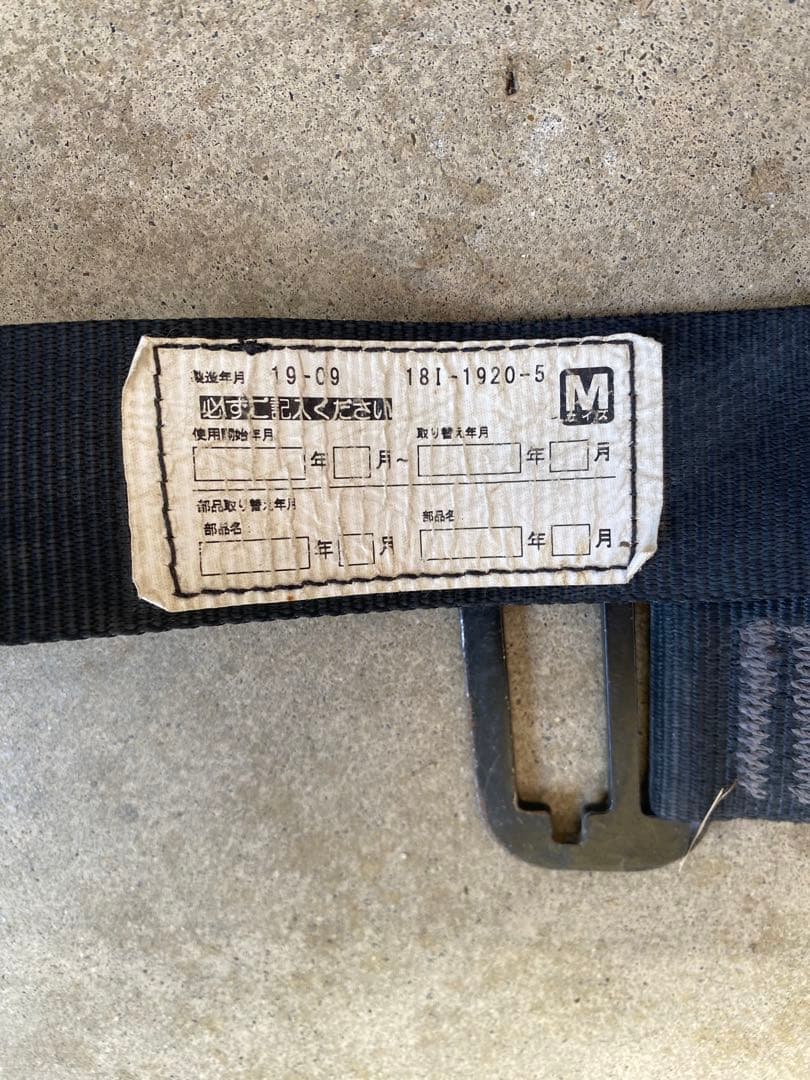 製造年月 19-09 18I-1920-5 M
必ずご記入ください サイズ
使用開始年月 取り替え年月
年 月～ 年 月
部品取り替え年月
部品名: 部品名:
年 月 年 月